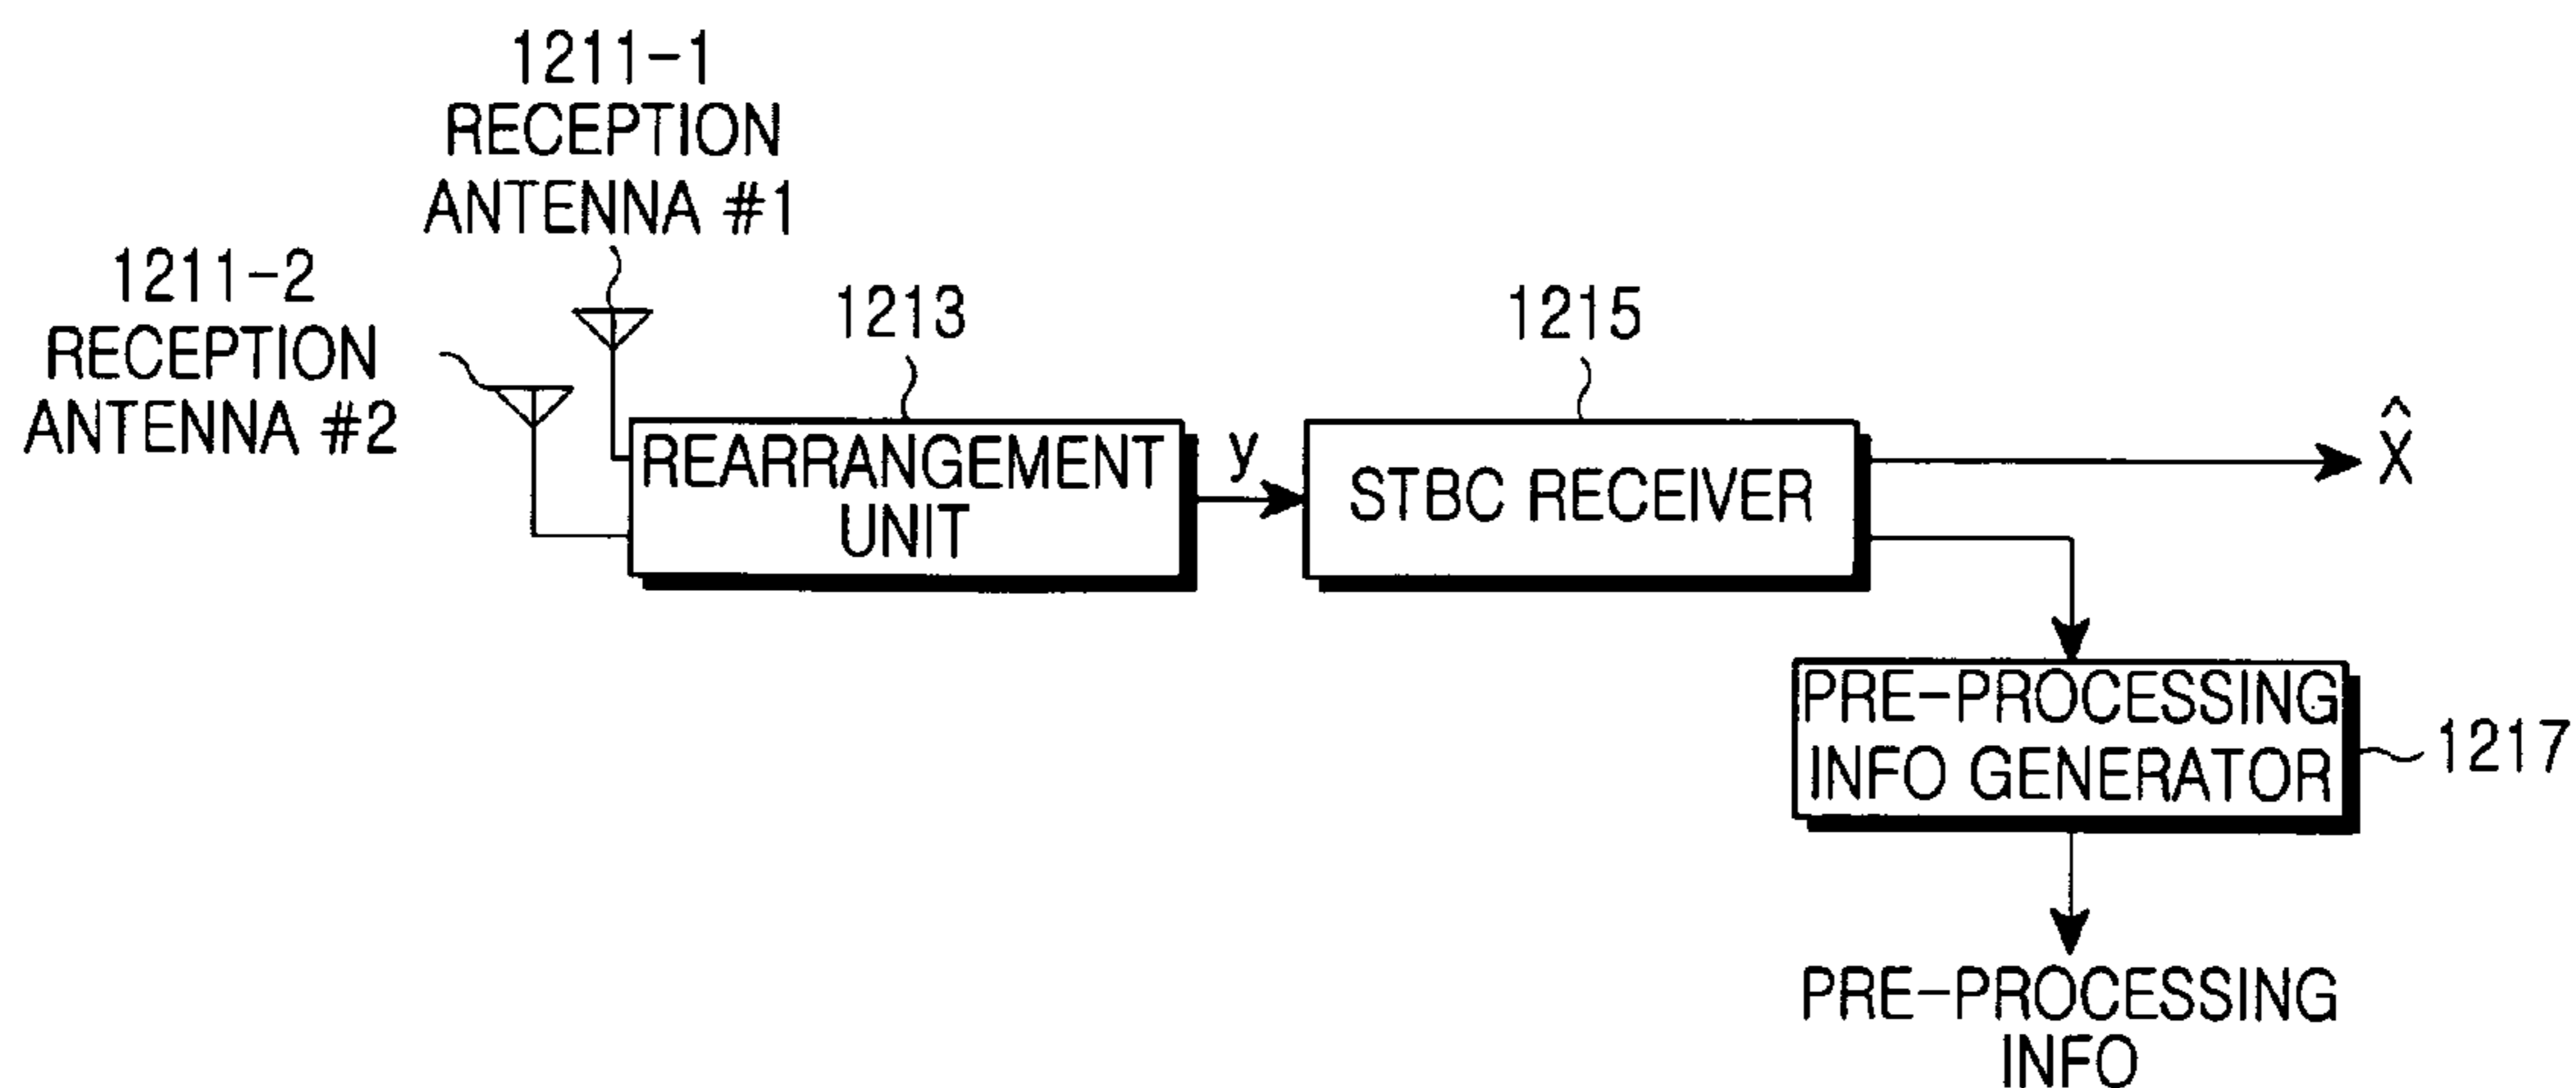 1211-1
RECEPTION
ANTENNA #1
1211-2
RECEPTION
ANTENNA #2
1213
REARRANGEMENT
UNIT
y
1215
STBC RECEIVER
X̂
PRE-PROCESSING
INFO GENERATOR
1217
PRE-PROCESSING
INFO